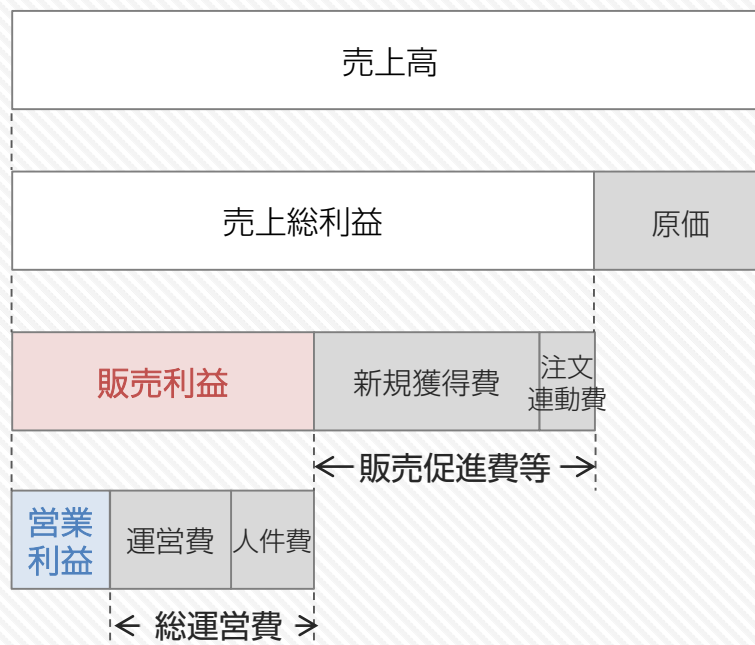 売上高
売上総利益
原価
販売利益
新規獲得費
注文
連動費
販売促進費等
営業
利益
運営費
人件費
総運営費